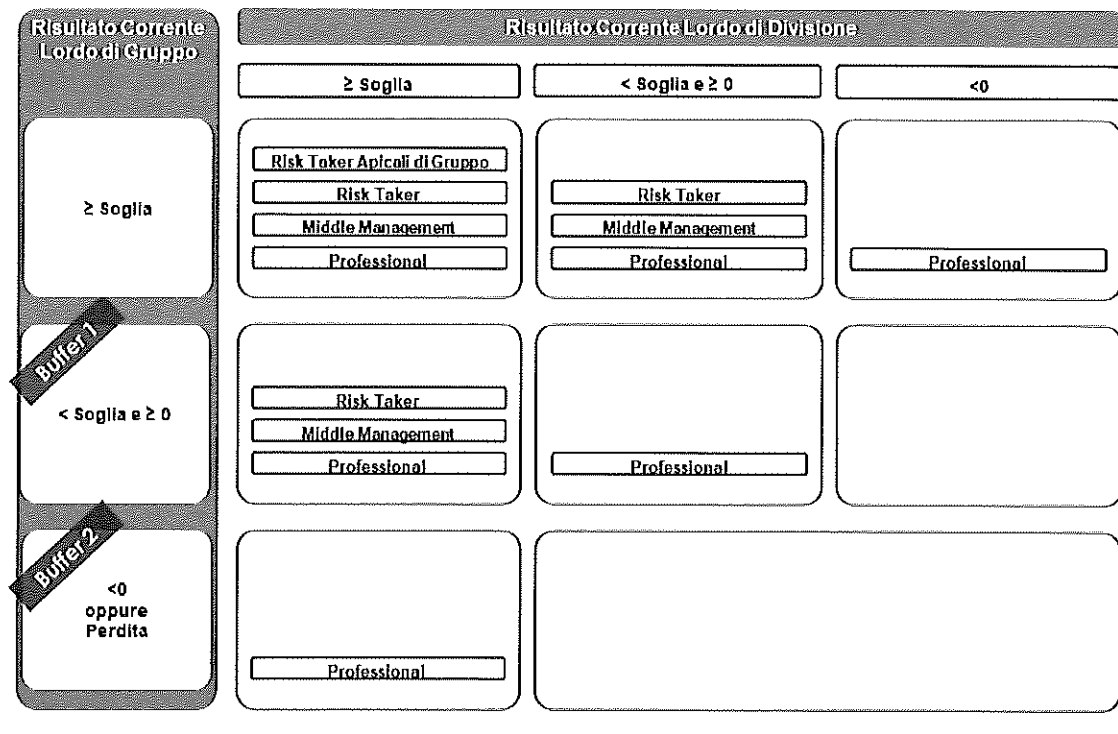 Risultato Corrente
Lordo di Gruppo
Risultato Corrente Lordo di Divisione
≥ Soglia
< Soglia e ≥ 0
<0
≥ Soglia
Risk Taker Apicali di Gruppo
Risk Taker
Middle Management
Professional
Risk Taker
Middle Management
Professional
Professional
Buffer 1
< Soglia e ≥ 0
Risk Taker
Middle Management
Professional
Professional
Buffer 2
<0
oppure
Perdita
Professional